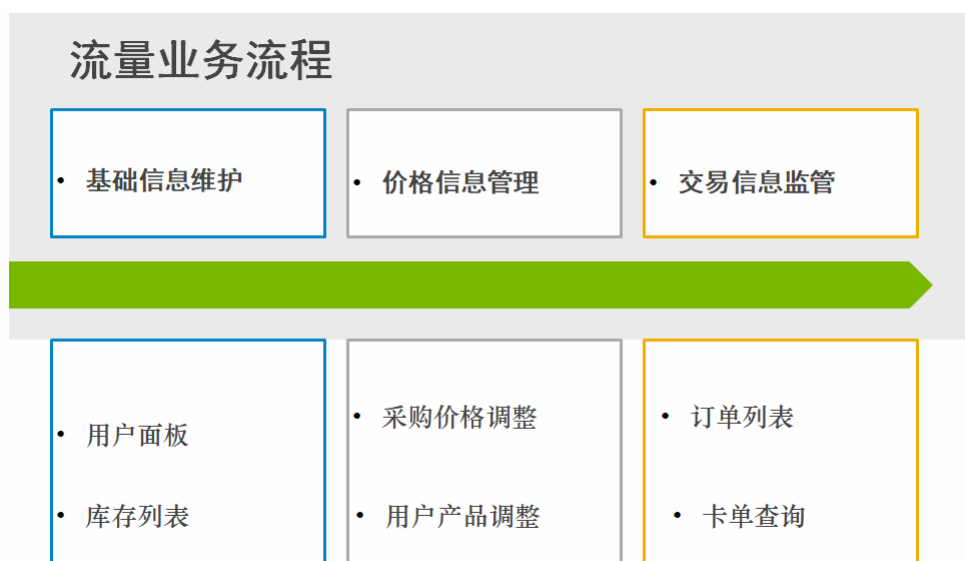 流量业务流程
• 基础信息维护
• 价格信息管理
• 交易信息监管
• 用户面板
• 库存列表
• 采购价格调整
• 用户产品调整
• 订单列表
• 卡单查询